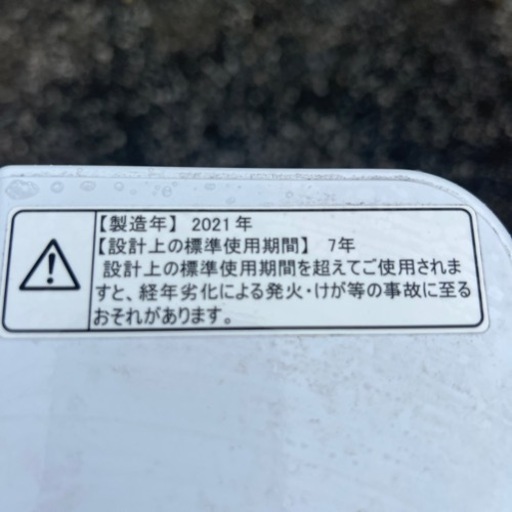 【製造年】 2021年
【設計上の標準使用期間】 7年
設計上の標準使用期間を超えてご使用されま
すと、経年劣化による発火・けが等の事故に至る
おそれがあります。